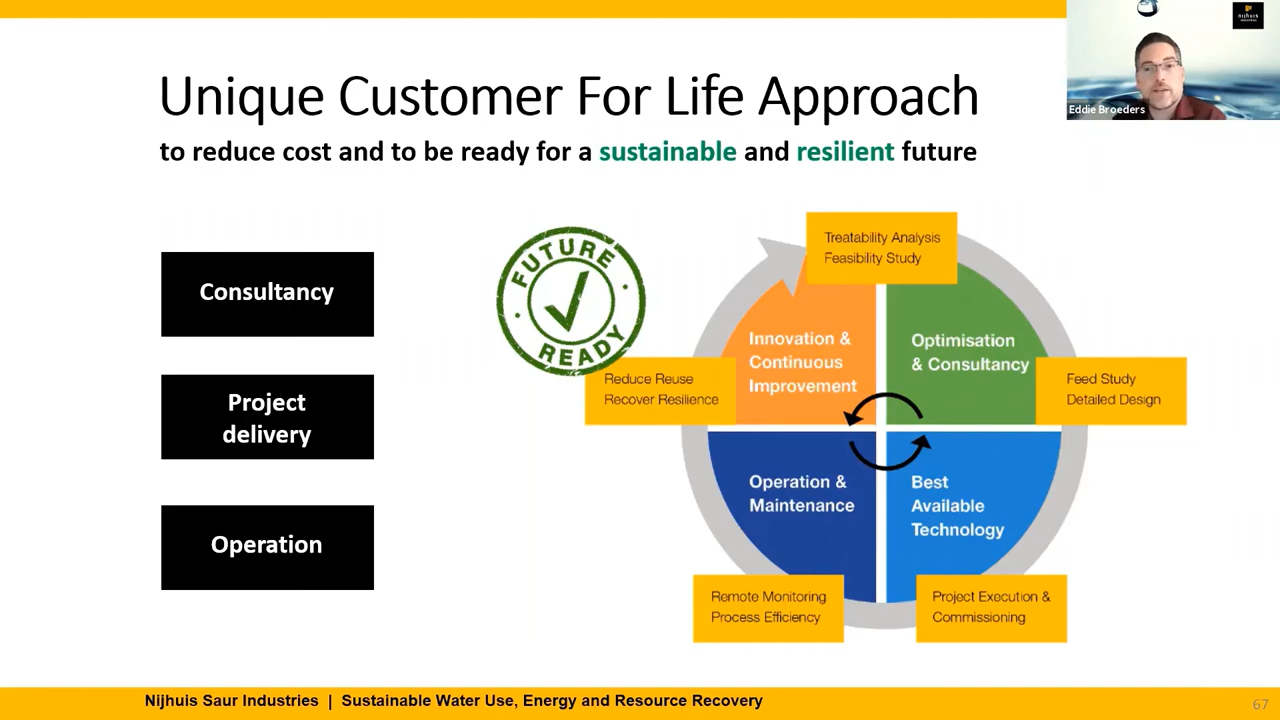 Unique Customer For Life Approach
to reduce cost and to be ready for a sustainable and resilient future
Eddie Broeders
nijhuis
Consultancy
Project
delivery
Operation
FUTURE
READY
Treatability Analysis
Feasibility Study
Innovation &
Continuous
Improvement
Optimisation
& Consultancy
Reduce Reuse
Recover Resilience
Feed Study
Detailed Design
Operation &
Maintenance
Best
Available
Technology
Remote Monitoring
Process Efficiency
Project Execution &
Commissioning
Nijhuis Saur Industries | Sustainable Water Use, Energy and Resource Recovery
67